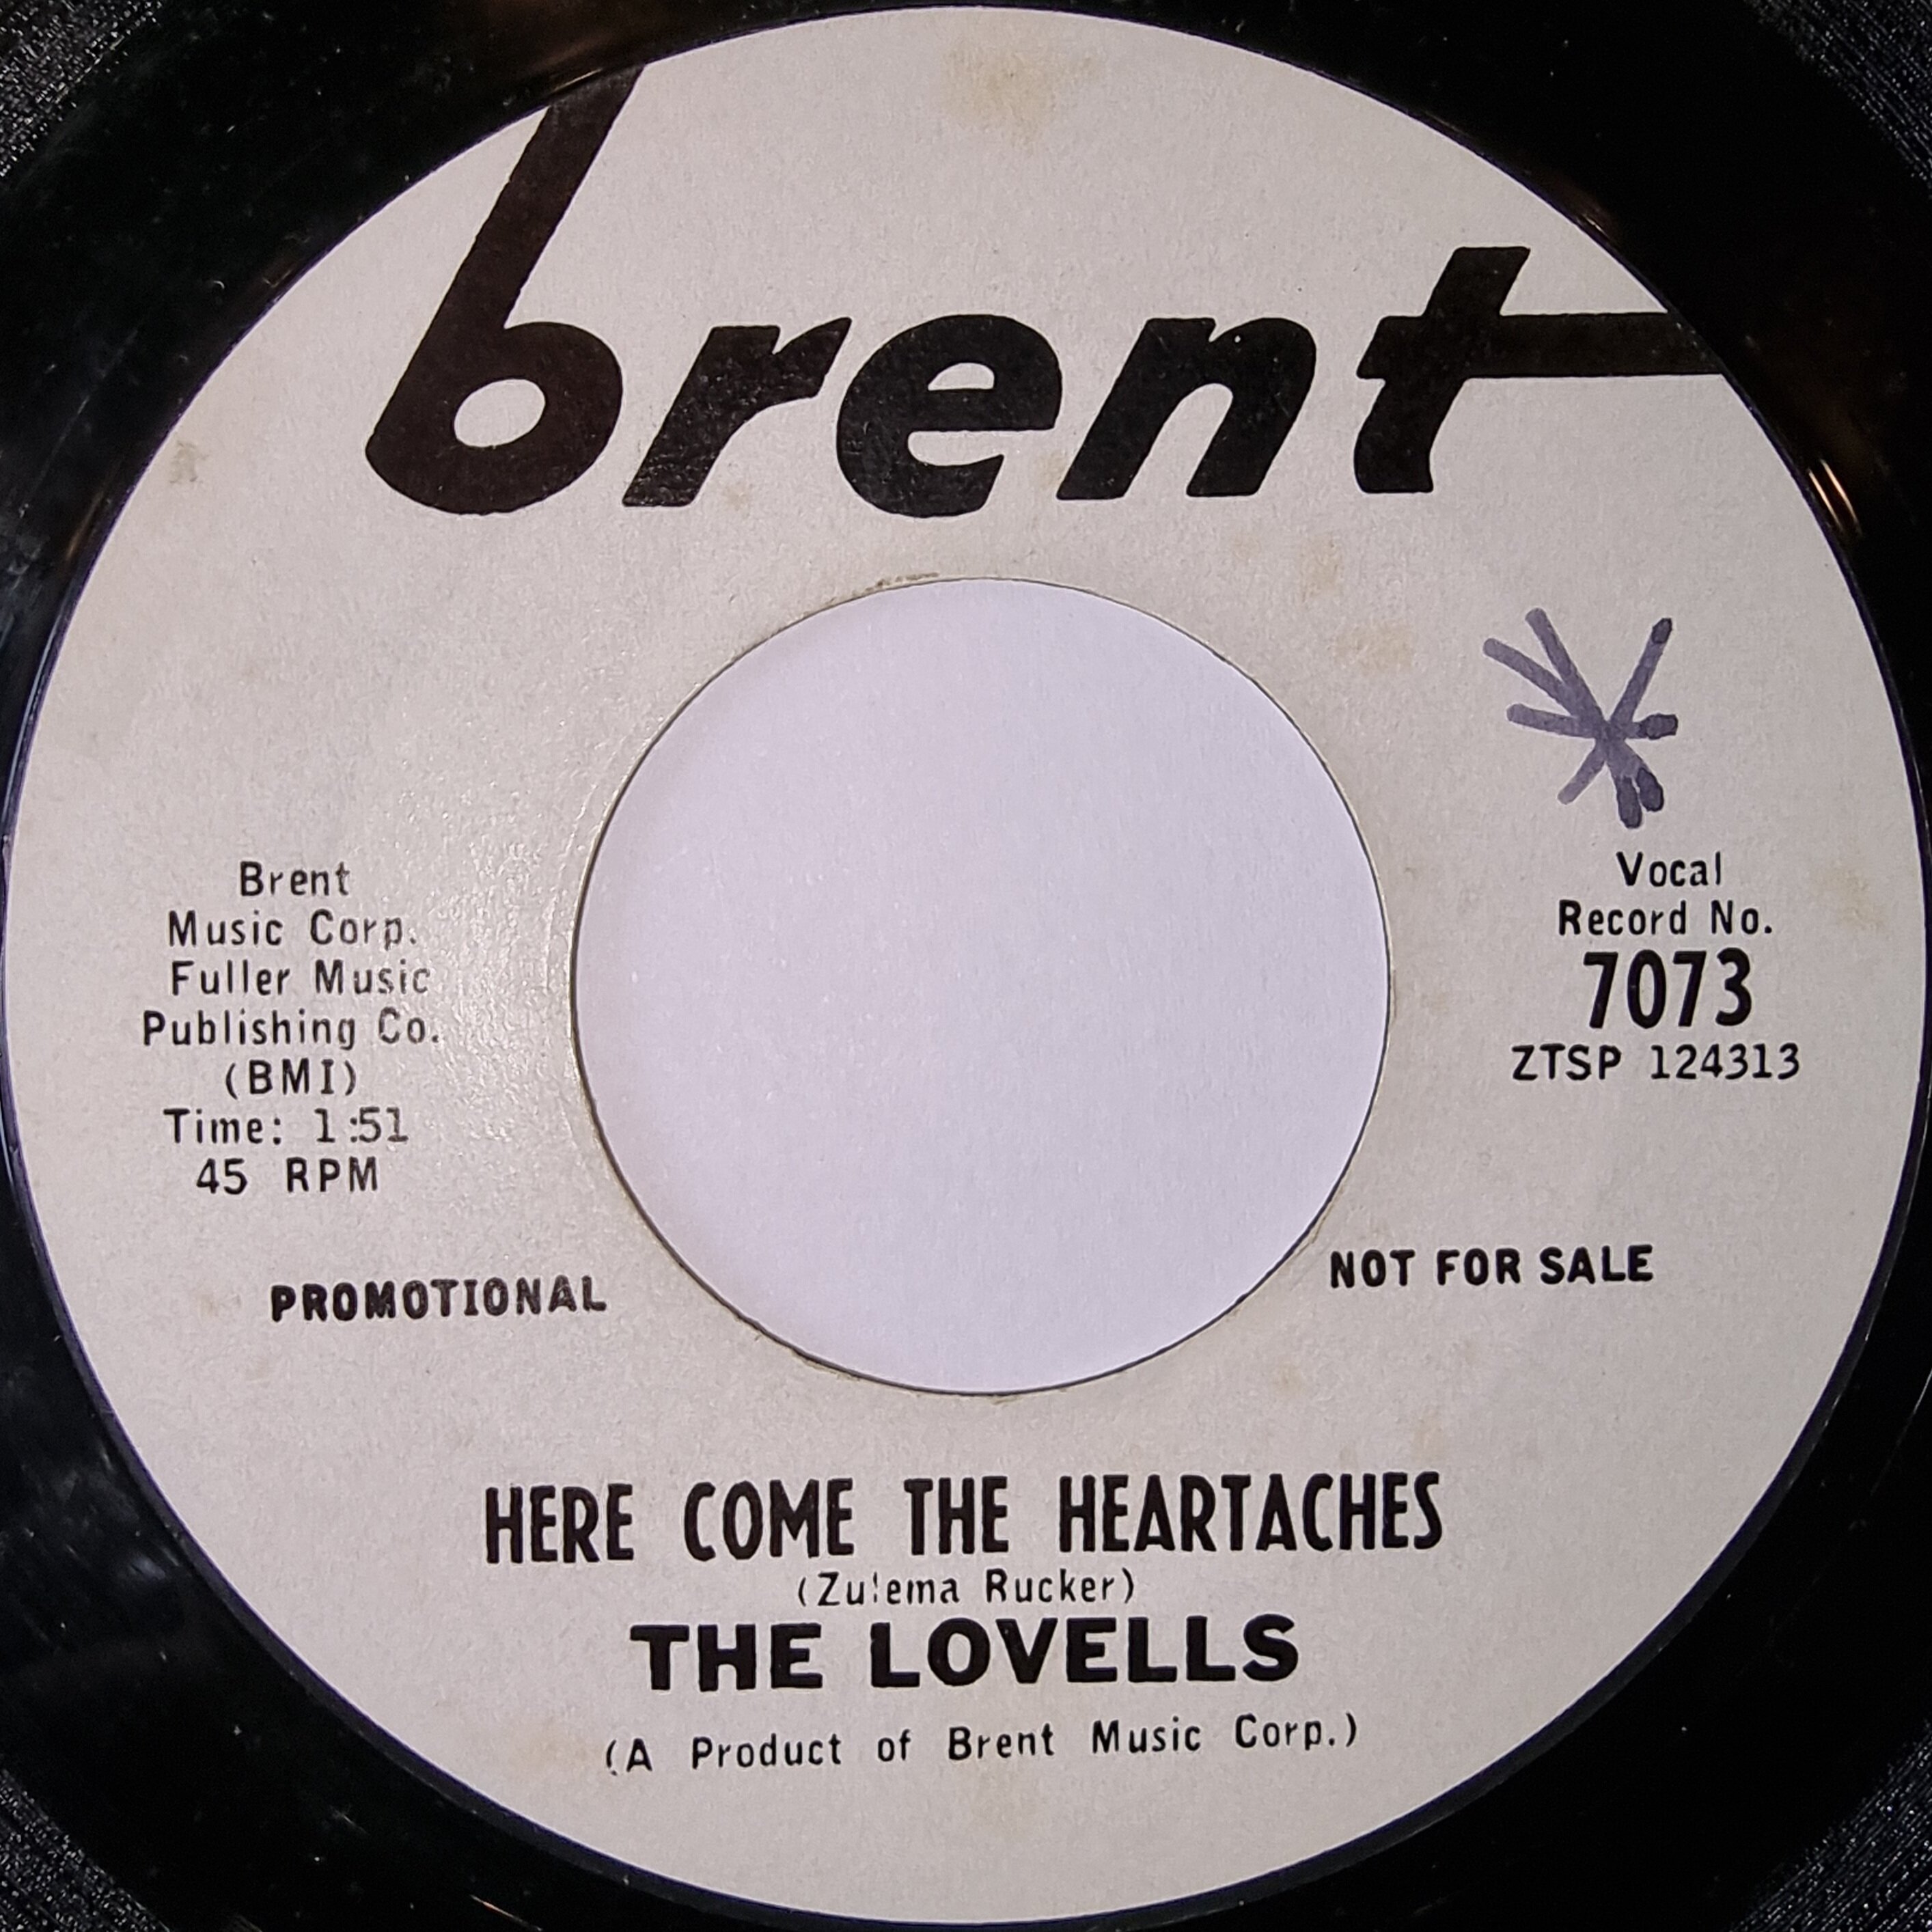 brent
Brent
Music Corp.
Fuller Music
Publishing Co.
(BMI)
Time: 1:51
45 RPM
Vocal
Record No.
7073
ZTSP 124313
PROMOTIONAL
NOT FOR SALE
HERE COME THE HEARTACHES
(Zulema Rucker)
THE LOVELLS
(A Product of Brent Music Corp.)